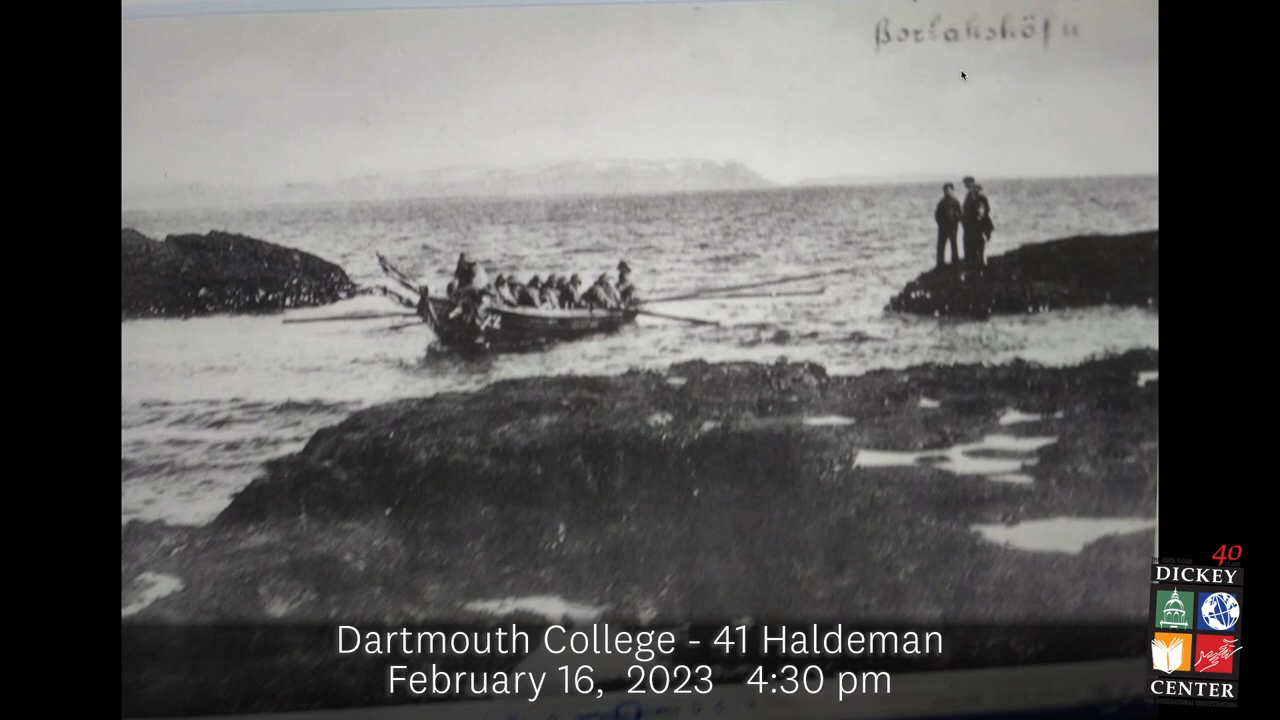 Þorlakshöfn
Dartmouth College - 41 Haldeman
February 16, 2023 4:30 pm
40
DICKEY
CENTER